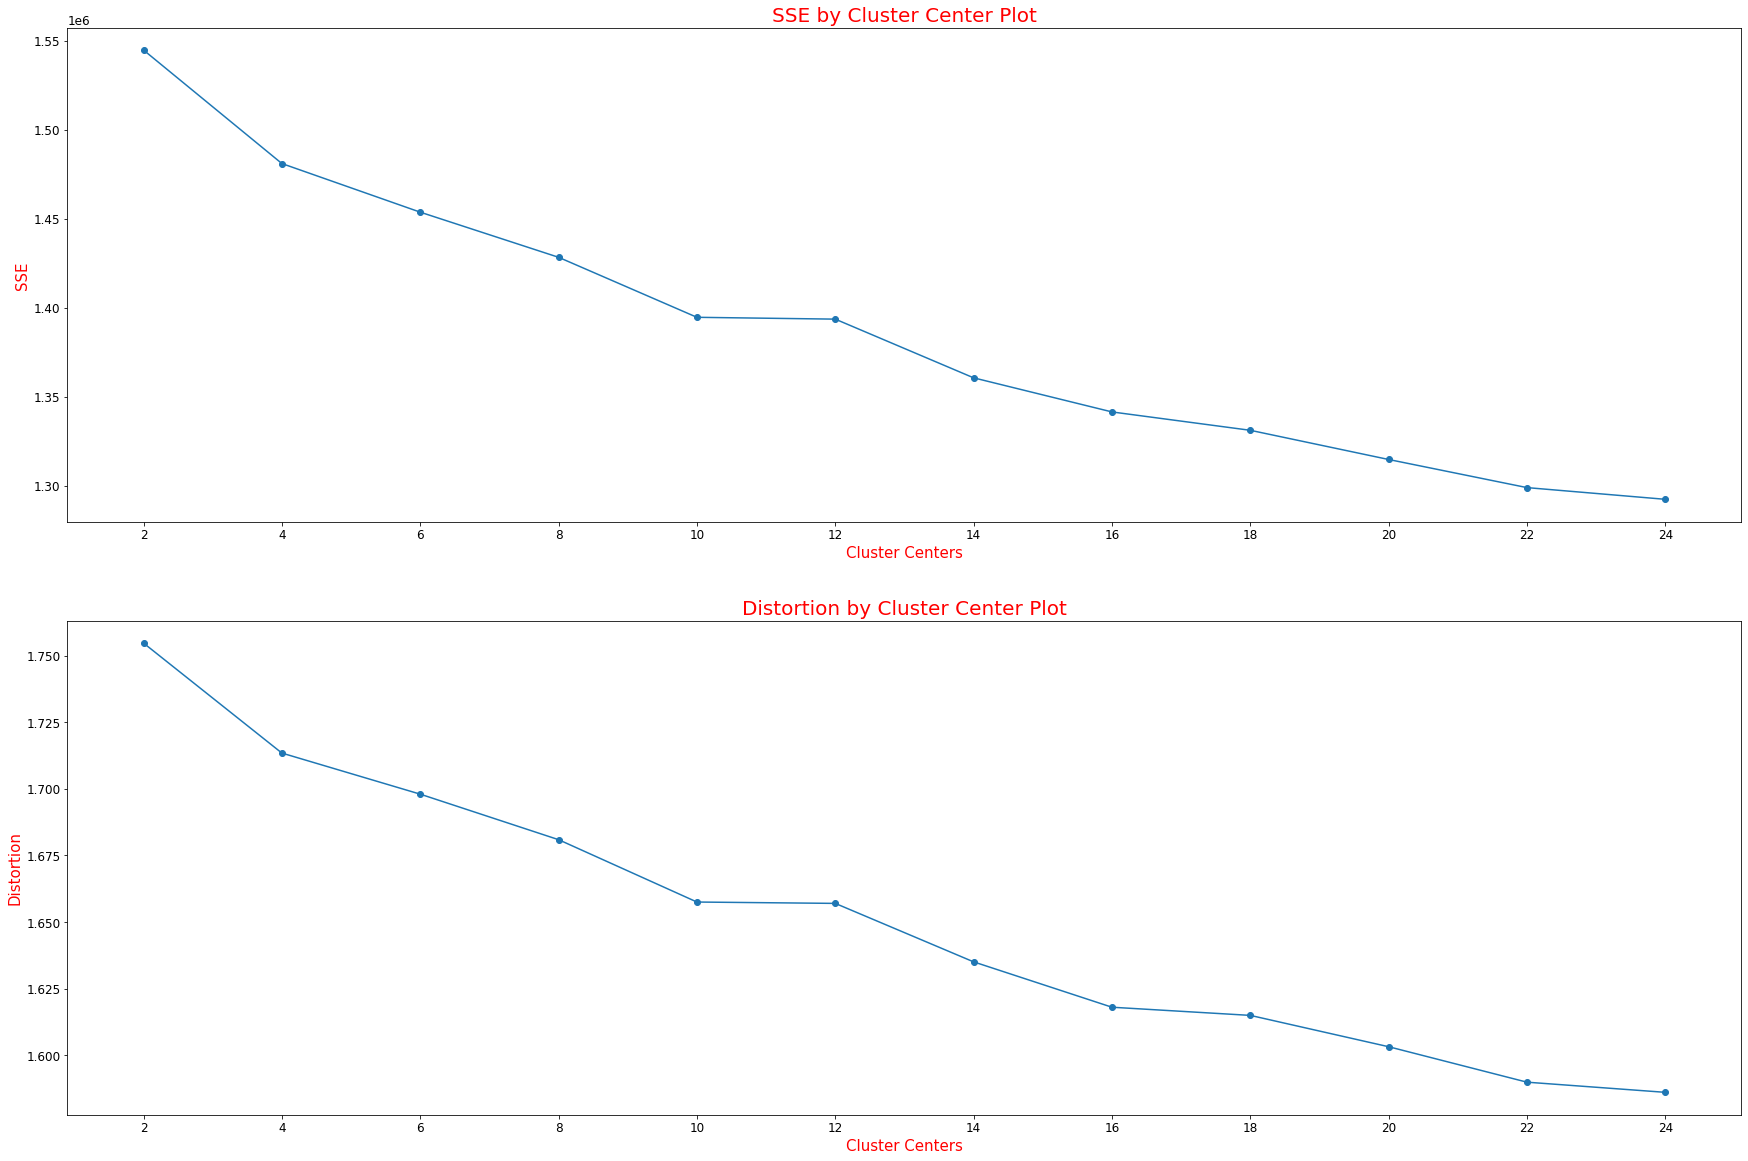 SSE by Cluster Center Plot
1e6
1.55
1.50
1.45
1.40
1.35
1.30
SSE
2 4 6 8 10 12 14 16 18 20 22 24
Cluster Centers
Distortion by Cluster Center Plot
1.750
1.725
1.700
1.675
1.650
1.625
1.600
Distortion
2 4 6 8 10 12 14 16 18 20 22 24
Cluster Centers